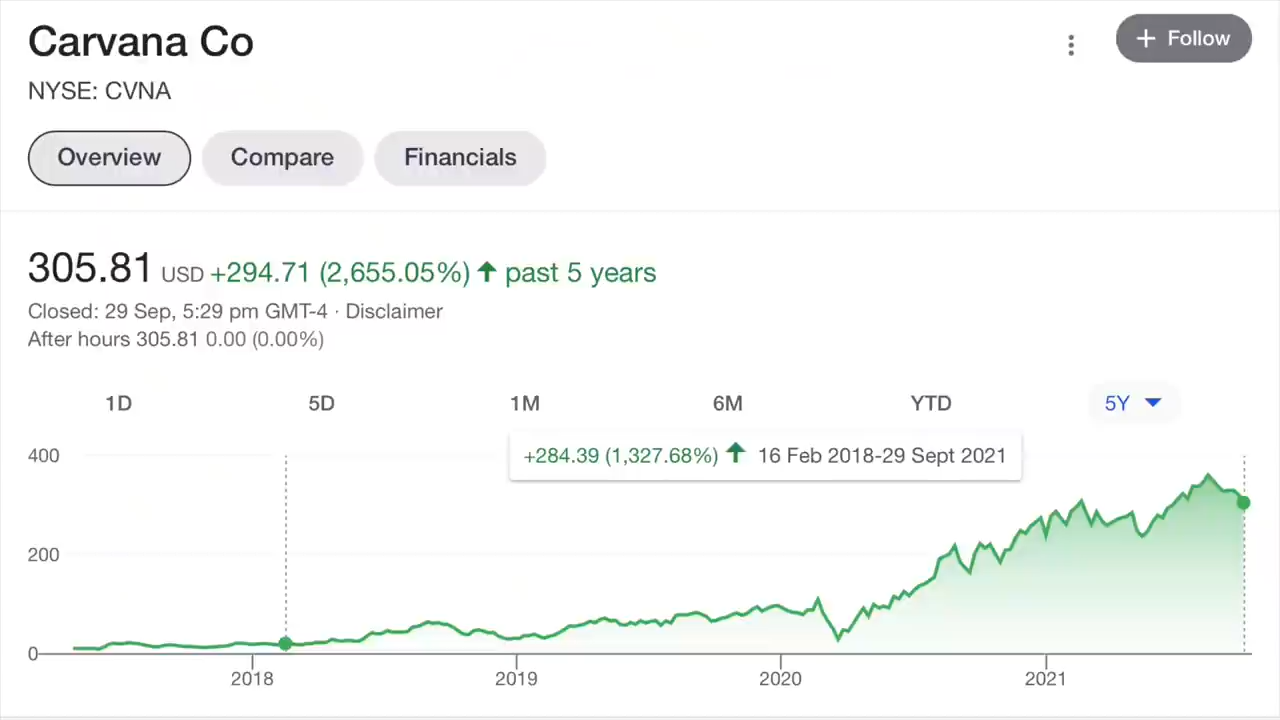 Carvana Co
+ Follow
NYSE: CVNA
Overview Compare Financials
305.81 USD +294.71 (2,655.05%) ↑ past 5 years
Closed: 29 Sep, 5:29 pm GMT-4 · Disclaimer
After hours 305.81 0.00 (0.00%)
1D 5D 1M 6M YTD 5Y
+284.39 (1,327.68%) ↑ 16 Feb 2018-29 Sept 2021
400
200
0
2018 2019 2020 2021